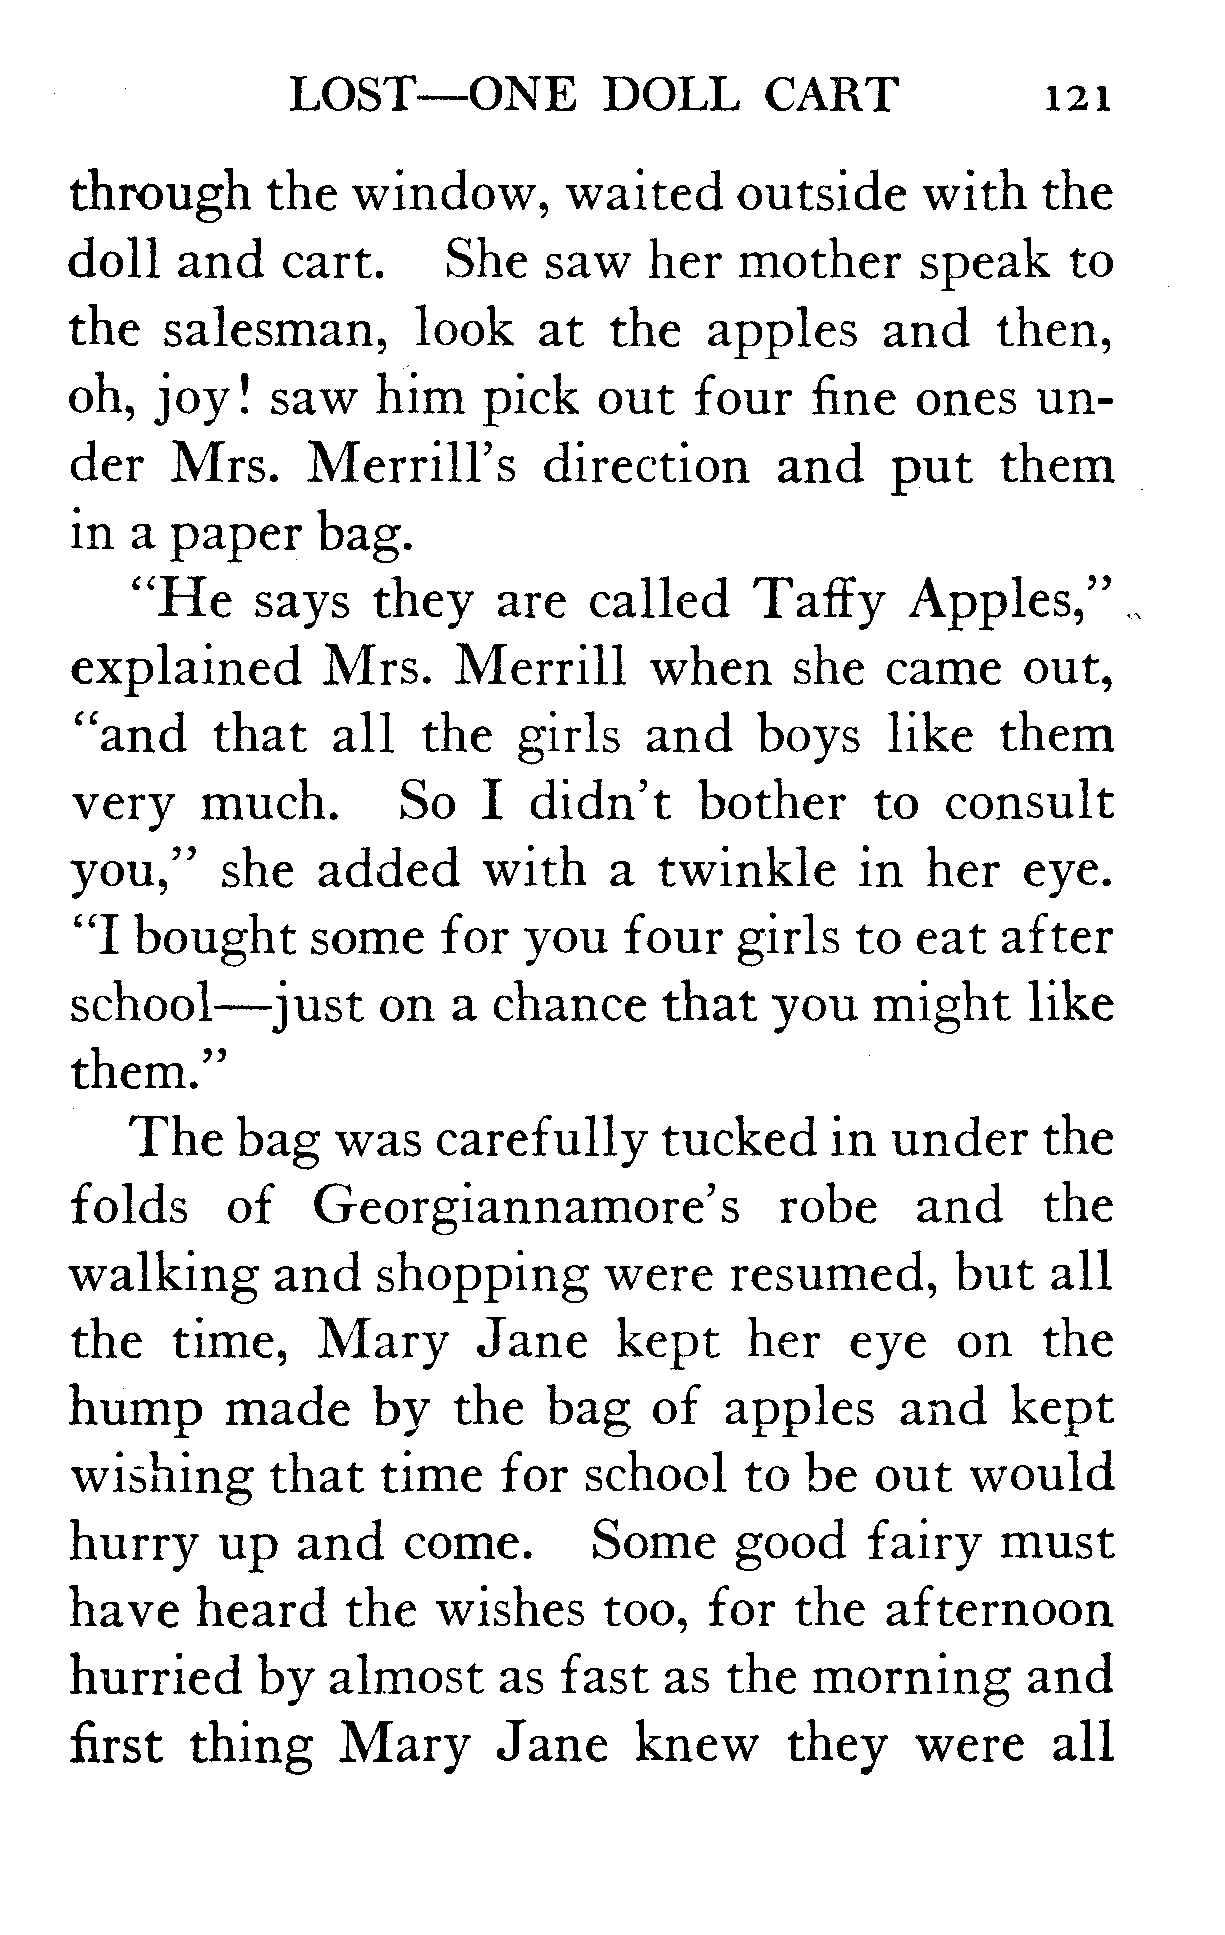 LOST—ONE DOLL CART 121
through the window, waited outside with the
doll and cart. She saw her mother speak to
the salesman, look at the apples and then,
oh, joy! saw him pick out four fine ones un-
der Mrs. Merrill's direction and put them
in a paper bag.
"He says they are called Taffy Apples,"
explained Mrs. Merrill when she came out,
"and that all the girls and boys like them
very much. So I didn't bother to consult
you," she added with a twinkle in her eye.
"I bought some for you four girls to eat after
school—just on a chance that you might like
them."
The bag was carefully tucked in under the
folds of Georgiannamore's robe and the
walking and shopping were resumed, but all
the time, Mary Jane kept her eye on the
hump made by the bag of apples and kept
wishing that time for school to be out would
hurry up and come. Some good fairy must
have heard the wishes too, for the afternoon
hurried by almost as fast as the morning and
first thing Mary Jane knew they were all